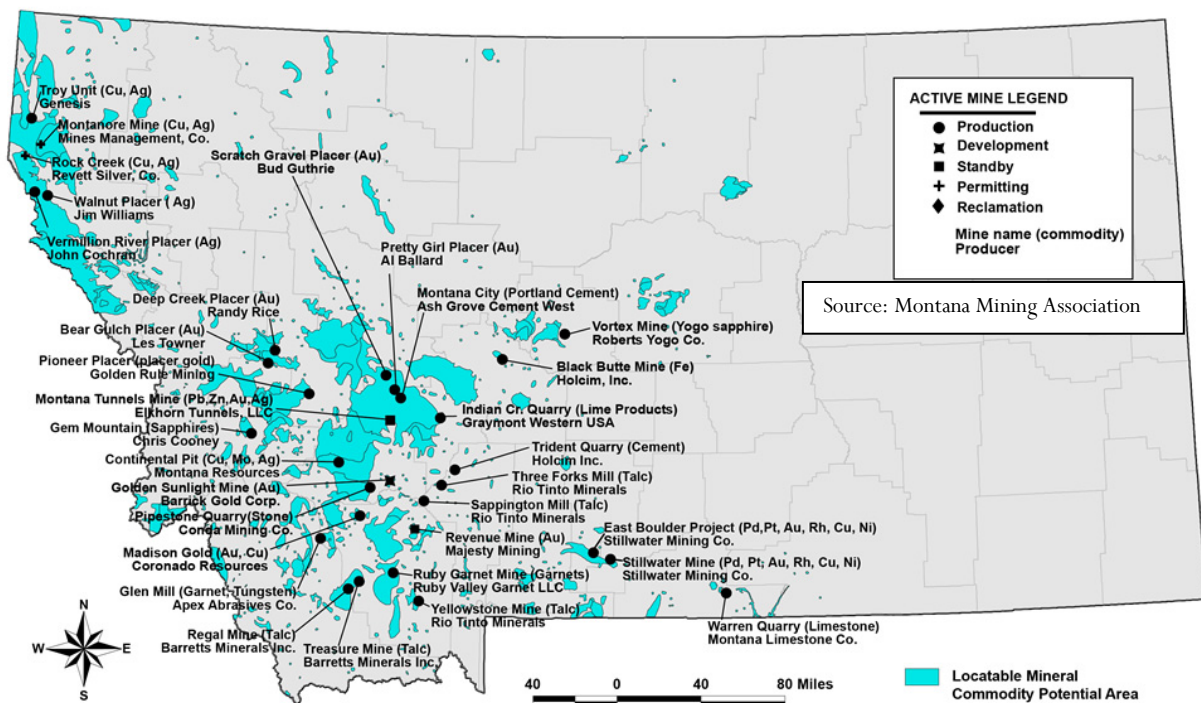 Troy Unit (Cu, Ag)
Genesis
Montanore Mine (Cu, Ag)
Mines Management, Co.
Rock Creek (Cu, Ag)
Revett Silver, Co.
Walnut Placer ( Ag)
Jim Williams
Vermillion River Placer (Ag)
John Cochran
Scratch Gravel Placer (Au)
Bud Guthrie
Pretty Girl Placer (Au)
Al Ballard
Montana City (Portland Cement)
Ash Grove Cement West
Deep Creek Placer (Au)
Randy Rice
Bear Gulch Placer (Au)
Les Towner
Pioneer Placer (placer gold)
Golden Rule Mining
Montana Tunnels Mine (Pb,Zn,Au,Ag)
Elkhorn Tunnels, LLC
Gem Mountain (Sapphires)
Chris Cooney
Continental Pit (Cu, Mo, Ag)
Montana Resources
Golden Sunlight Mine (Au)
Barrick Gold Corp.
Pipestone Quarry(Stone)
Conda Mining Co.
Madison Gold (Au, Cu)
Coronado Resources
Glen Mill (Garnet, Tungsten)
Apex Abrasives Co.
Regal Mine (Talc)
Barretts Minerals Inc.
Treasure Mine (Talc)
Barretts Minerals Inc.
Vortex Mine (Yogo sapphire)
Roberts Yogo Co.
Black Butte Mine (Fe)
Holcim, Inc.
Indian Cr. Quarry (Lime Products)
Graymont Western USA
Trident Quarry (Cement)
Holcim Inc.
Three Forks Mill (Talc)
Rio Tinto Minerals
Sappington Mill (Talc)
Rio Tinto Minerals
Revenue Mine (Au)
Majesty Mining
Ruby Garnet Mine (Garnets)
Ruby Valley Garnet LLC
Yellowstone Mine (Talc)
Rio Tinto Minerals
East Boulder Project (Pd,Pt, Au, Rh, Cu, Ni)
Stillwater Mining Co.
Stillwater Mine (Pd, Pt, Au, Rh, Cu, Ni)
Stillwater Mining Co.
Warren Quarry (Limestone)
Montana Limestone Co.
ACTIVE MINE LEGEND
Production
Development
Standby
Permitting
Reclamation
Mine name (commodity)
Producer
Source: Montana Mining Association
N
W E
S
40 0 40 80 Miles
Locatable Mineral
Commodity Potential Area